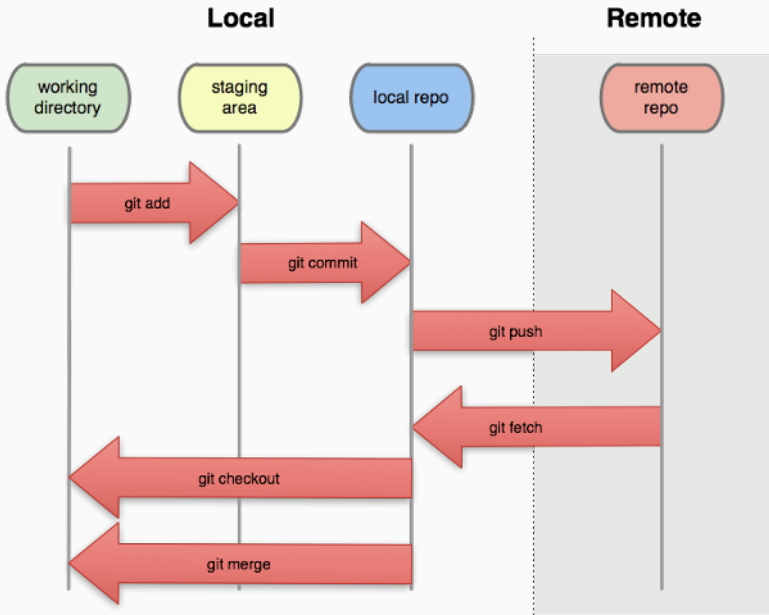 Local
Remote
working
directory
staging
area
local repo
remote
repo
git add
git commit
git push
git fetch
git checkout
git merge